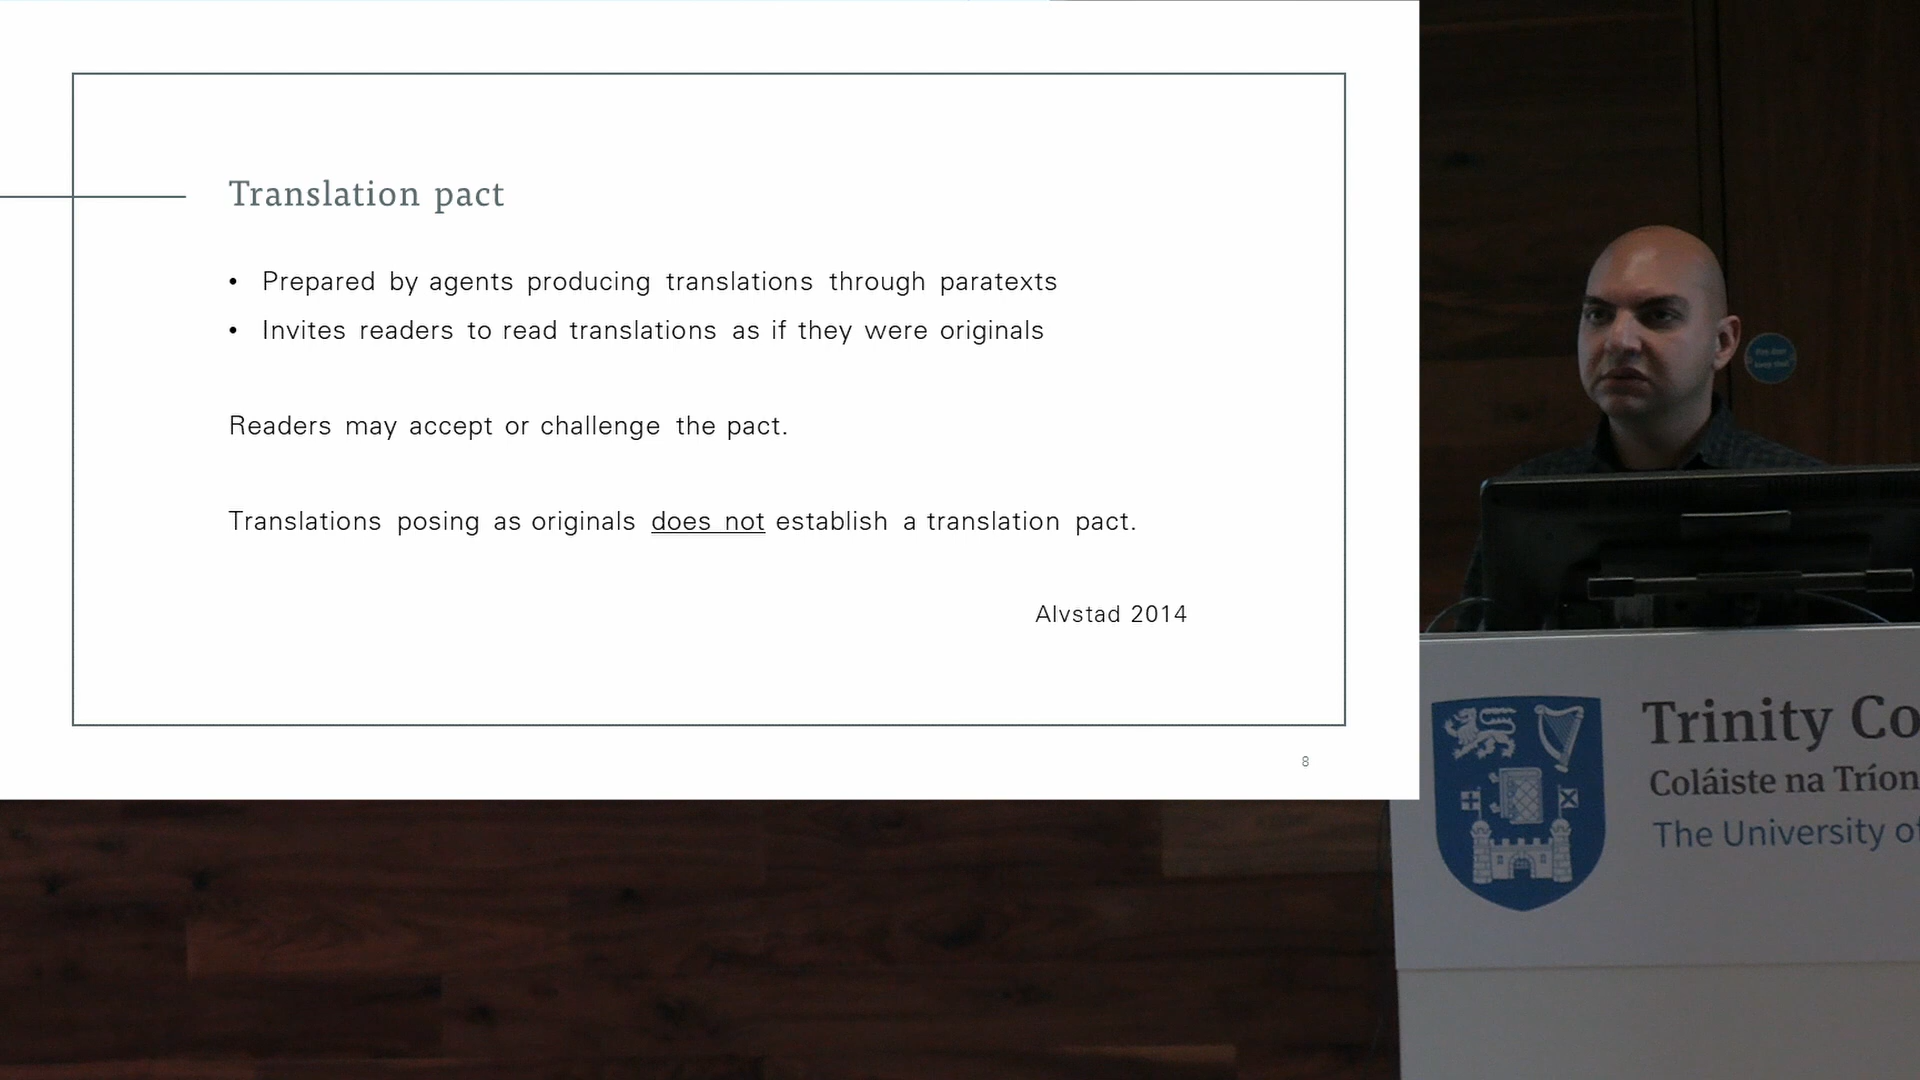 Translation pact
• Prepared by agents producing translations through paratexts
• Invites readers to read translations as if they were originals
Readers may accept or challenge the pact.
Translations posing as originals does not establish a translation pact.
Alvstad 2014
8
Trinity Co
Coláiste na Tríon
The University of